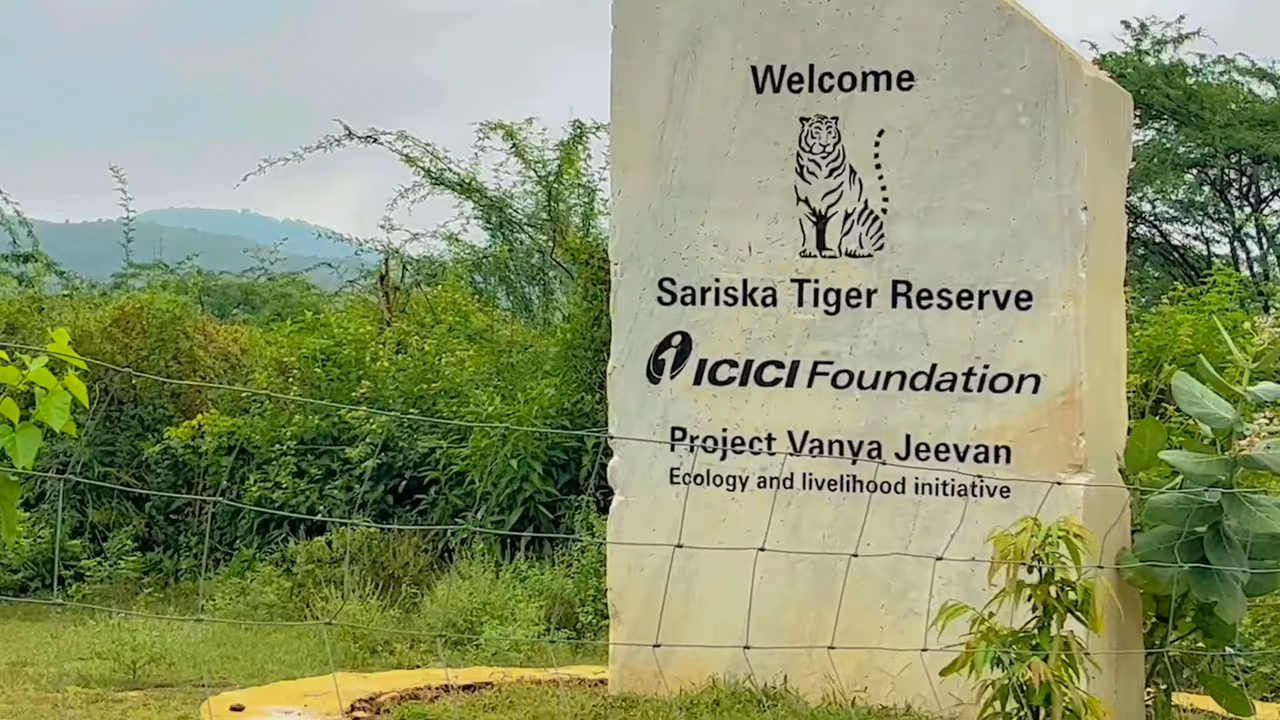 Welcome
Sariska Tiger Reserve
ICICI Foundation
Project Vanya Jeevan
Ecology and livelihood initiative